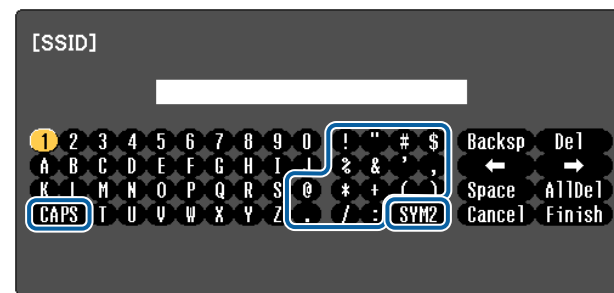 [SSID]
1 2 3 4 5 6 7 8 9 0 ! " # $ Backsp Del
A B C D E F G H I J % & ' , ← →
K L M N O P Q R S @ * + ( ) Space AllDel
CAPS T U V W X Y Z . / : SYM2 Cancel Finish